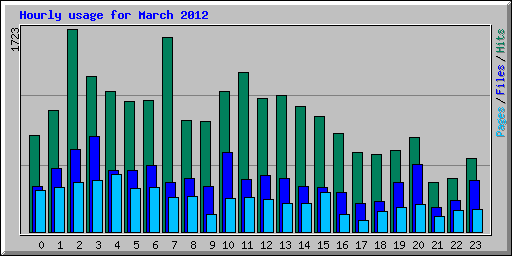 Hourly usage for March 2012
1723
Pages/Files/Hits
0 1 2 3 4 5 6 7 8 9 10 11 12 13 14 15 16 17 18 19 20 21 22 23